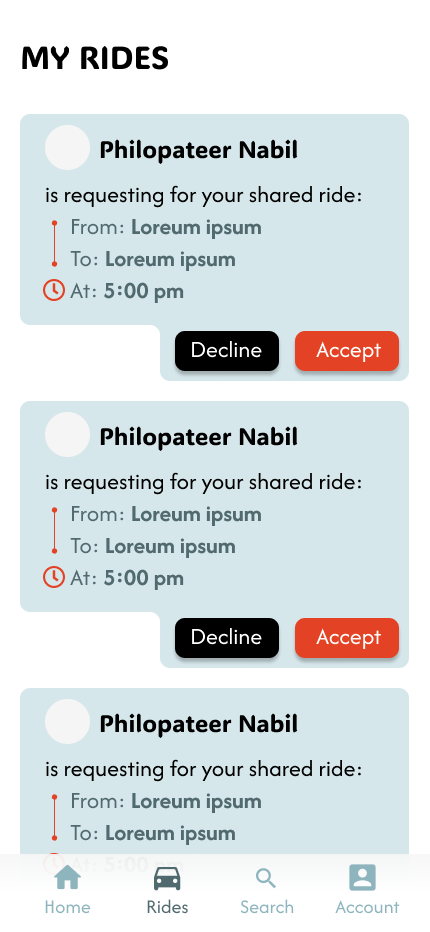 MY RIDES
Philopateer Nabil
is requesting for your shared ride:
From: Loreum ipsum
To: Loreum ipsum
At: 5:00 pm
Decline Accept
Philopateer Nabil
is requesting for your shared ride:
From: Loreum ipsum
To: Loreum ipsum
At: 5:00 pm
Decline Accept
Philopateer Nabil
is requesting for your shared ride:
From: Loreum ipsum
To: Loreum ipsum
At: 5:00 pm
Home Rides Search Account